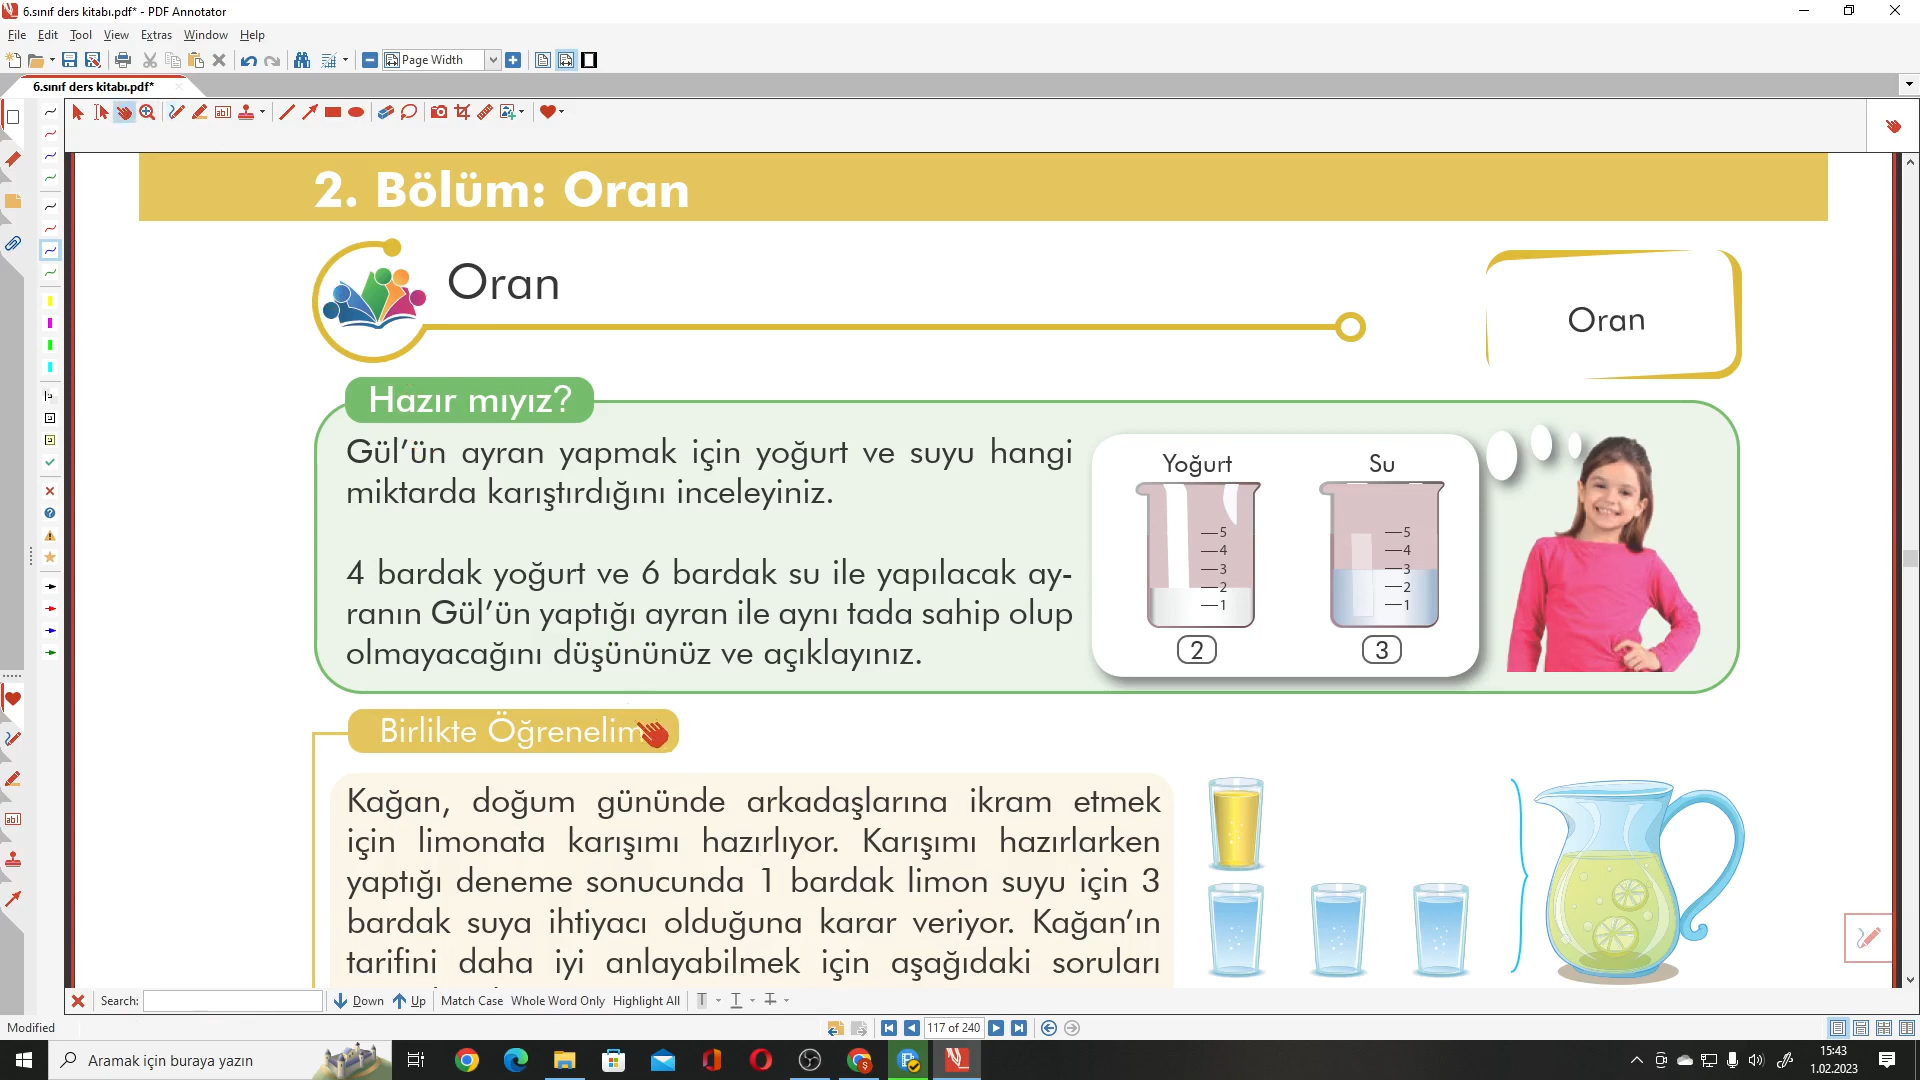 6.sınıf ders kitabı.pdf* - PDF Annotator
File Edit Tool View Extras Window Help
Page Width
6.sınıf ders kitabı.pdf*
2. Bölüm: Oran
Oran
Oran
Hazır mıyız?
Gül’ün ayran yapmak için yoğurt ve suyu hangi
miktarda karıştırdığını inceleyiniz.
4 bardak yoğurt ve 6 bardak su ile yapılacak ay-
ranın Gül’ün yaptığı ayran ile aynı tada sahip olup
olmayacağını düşününüz ve açıklayınız.
Yoğurt Su
5 5
4 4
3 3
2 2
1 1
2 3
Birlikte Öğrenelim
Kağan, doğum gününde arkadaşlarına ikram etmek
için limonata karışımı hazırlıyor. Karışımı hazırlarken
yaptığı deneme sonucunda 1 bardak limon suyu için 3
bardak suya ihtiyacı olduğuna karar veriyor. Kağan’ın
tarifini daha iyi anlayabilmek için aşağıdaki soruları
Search: Down Up Match Case Whole Word Only Highlight All
Modified 117 of 240
Aramak için buraya yazın
15:43
1.02.2023